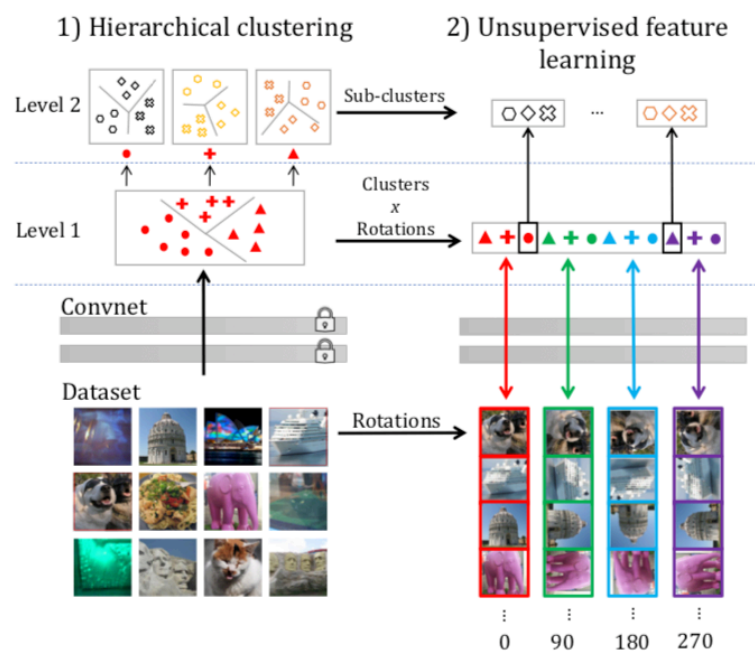 1) Hierarchical clustering
2) Unsupervised feature
learning
Level 2
Sub-clusters
...
Level 1
Clusters
x
Rotations
Convnet
Dataset
Rotations
0
90
180
270